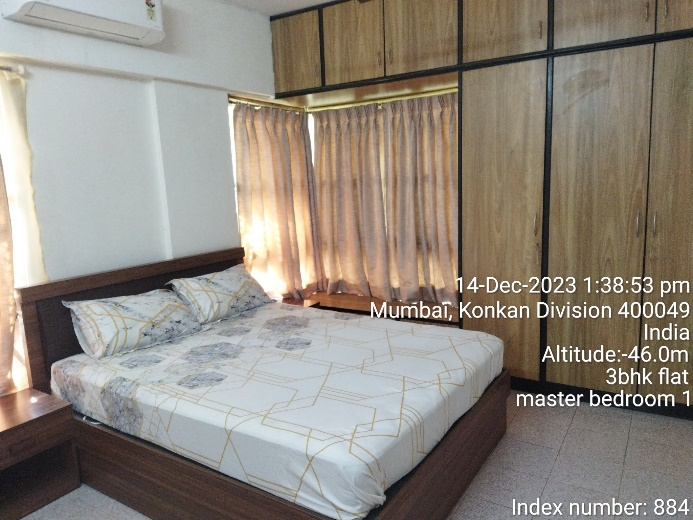 14-Dec-2023 1:38:53 pm
Mumbai, Konkan Division 400049
India
Altitude:-46.0m
3bhk flat
master bedroom 1
Index number: 884